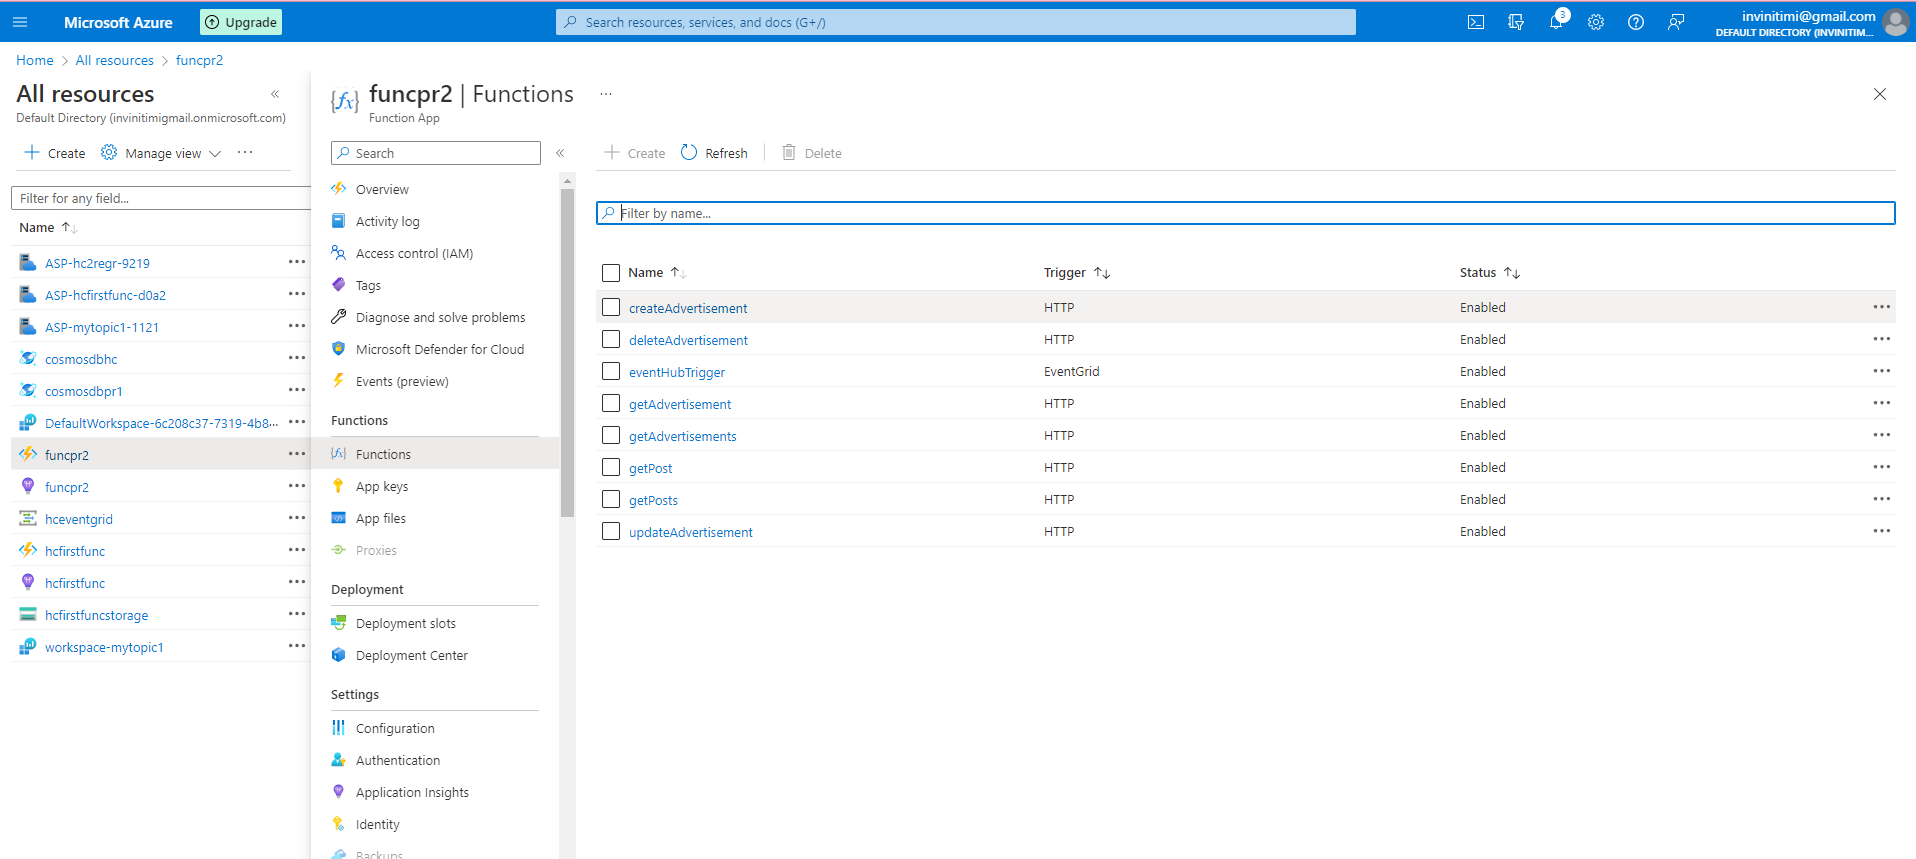 Microsoft Azure
Upgrade
Search resources, services, and docs (G+/)
3
invinitimi@gmail.com
DEFAULT DIRECTORY (INVINITIM...
Home > All resources > funcpr2
All resources
Default Directory (invinitimigmail.onmicrosoft.com)
Create
Manage view
Filter for any field...
Name
ASP-hc2regr-9219
ASP-hcfirstfunc-d0a2
ASP-mytopic1-1121
cosmosdbhc
cosmosdbpr1
DefaultWorkspace-6c208c37-7319-4b8...
funcpr2
funcpr2
hceventgrid
hcfirstfunc
hcfirstfunc
hcfirstfuncstorage
workspace-mytopic1
funcpr2 | Functions
Function App
Search
Overview
Activity log
Access control (IAM)
Tags
Diagnose and solve problems
Microsoft Defender for Cloud
Events (preview)
Functions
Functions
App keys
App files
Proxies
Deployment
Deployment slots
Deployment Center
Settings
Configuration
Authentication
Application Insights
Identity
Backups
Create
Refresh
Delete
Filter by name...
Name Trigger Status
createAdvertisement HTTP Enabled
deleteAdvertisement HTTP Enabled
eventHubTrigger EventGrid Enabled
getAdvertisement HTTP Enabled
getAdvertisements HTTP Enabled
getPost HTTP Enabled
getPosts HTTP Enabled
updateAdvertisement HTTP Enabled